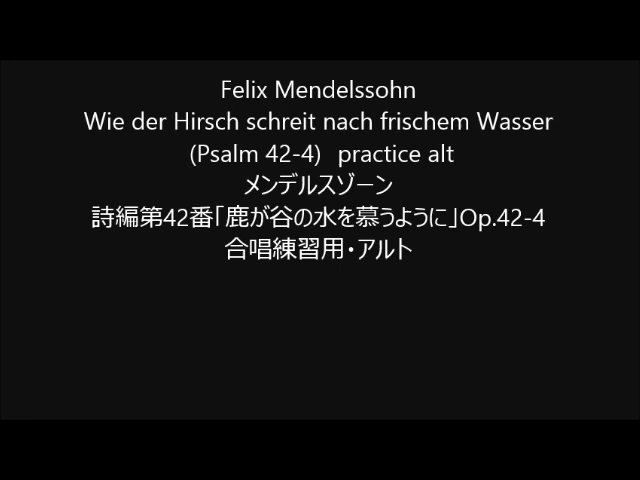 Felix Mendelssohn
Wie der Hirsch schreit nach frischem Wasser
(Psalm 42-4)　practice alt
メンデルスゾーン
詩編第42番｢鹿が谷の水を慕うように｣Op.42-4
合唱練習用･アルト